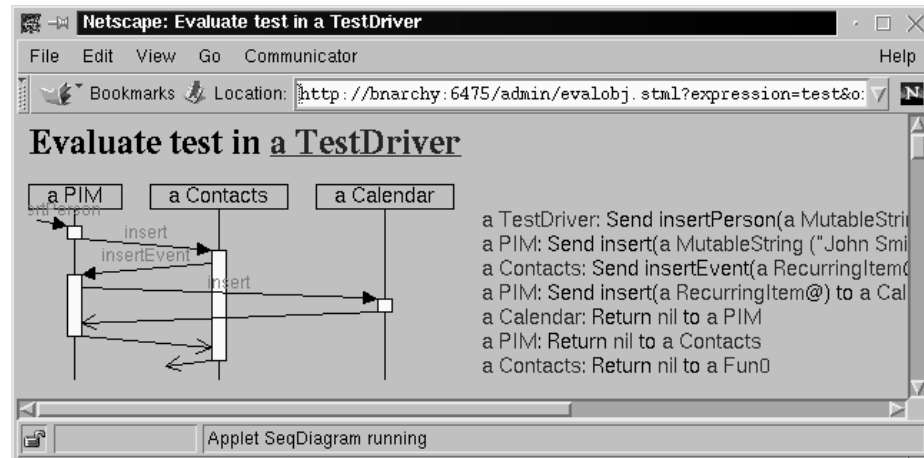 Netscape: Evaluate test in a TestDriver
File Edit View Go Communicator Help
Bookmarks Location: http://bnarchy:6475/admin/evalobj.stml?expression=test&o: N
Evaluate test in a TestDriver
a PIM a Contacts a Calendar
insert
insertEvent
insert
a TestDriver: Send insertPerson(a MutableStri
a PIM: Send insert(a MutableString ("John Smi
a Contacts: Send insertEvent(a RecurringItem
a PIM: Send insert(a RecurringItem@) to a Cal
a Calendar: Return nil to a PIM
a PIM: Return nil to a Contacts
a Contacts: Return nil to a Fun0
Applet SeqDiagram running